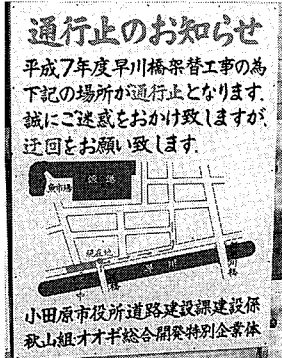 通行止のお知らせ
平成7年度早川橋架替工事の為
下記の場所が通行止となります.
誠にご迷惑をおかけ致しますが、
迂回をお願い致します.
魚市場
現在地
早川
小田原市役所道路建設課建設係
秋山組オオギ総合開発特別企業体